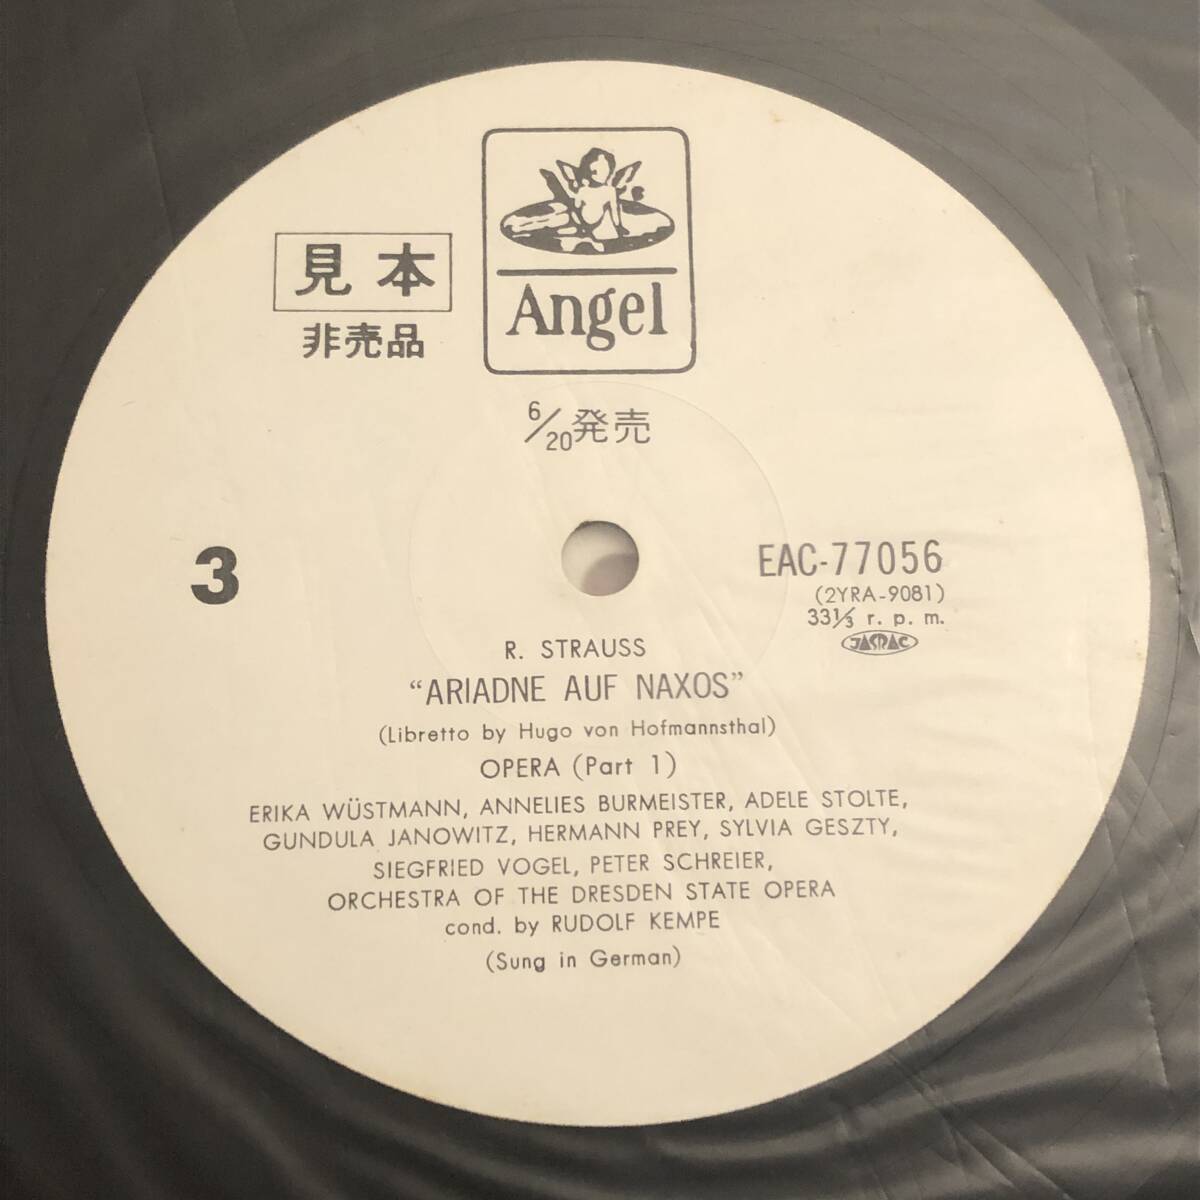 Angel
見本
非売品
6/20発売
3
EAC-77056
(2YRA-9081)
33⅓ r. p. m.
JASRAC
R. STRAUSS
“ARIADNE AUF NAXOS”
(Libretto by Hugo von Hofmannsthal)
OPERA (Part 1)
ERIKA WÜSTMANN, ANNELIES BURMEISTER, ADELE STOLTE,
GUNDULA JANOWITZ, HERMANN PREY, SYLVIA GESZTY,
SIEGFRIED VOGEL, PETER SCHREIER,
ORCHESTRA OF THE DRESDEN STATE OPERA
cond. by RUDOLF KEMPE
(Sung in German)